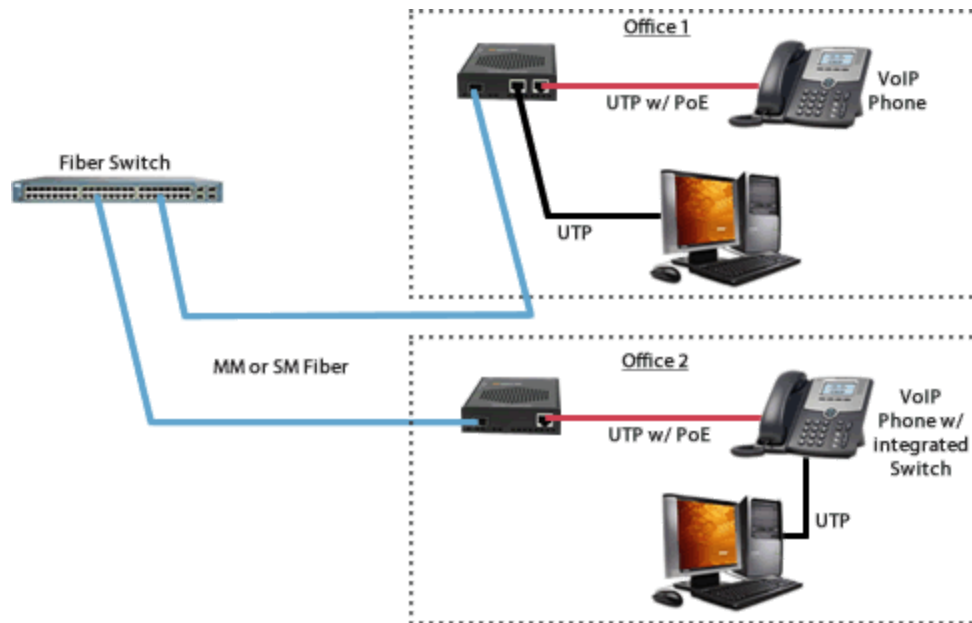 Office 1
UTP w/ PoE
VoIP
Phone
Fiber Switch
UTP
MM or SM Fiber
Office 2
UTP w/ PoE
VoIP
Phone w/
integrated
Switch
UTP